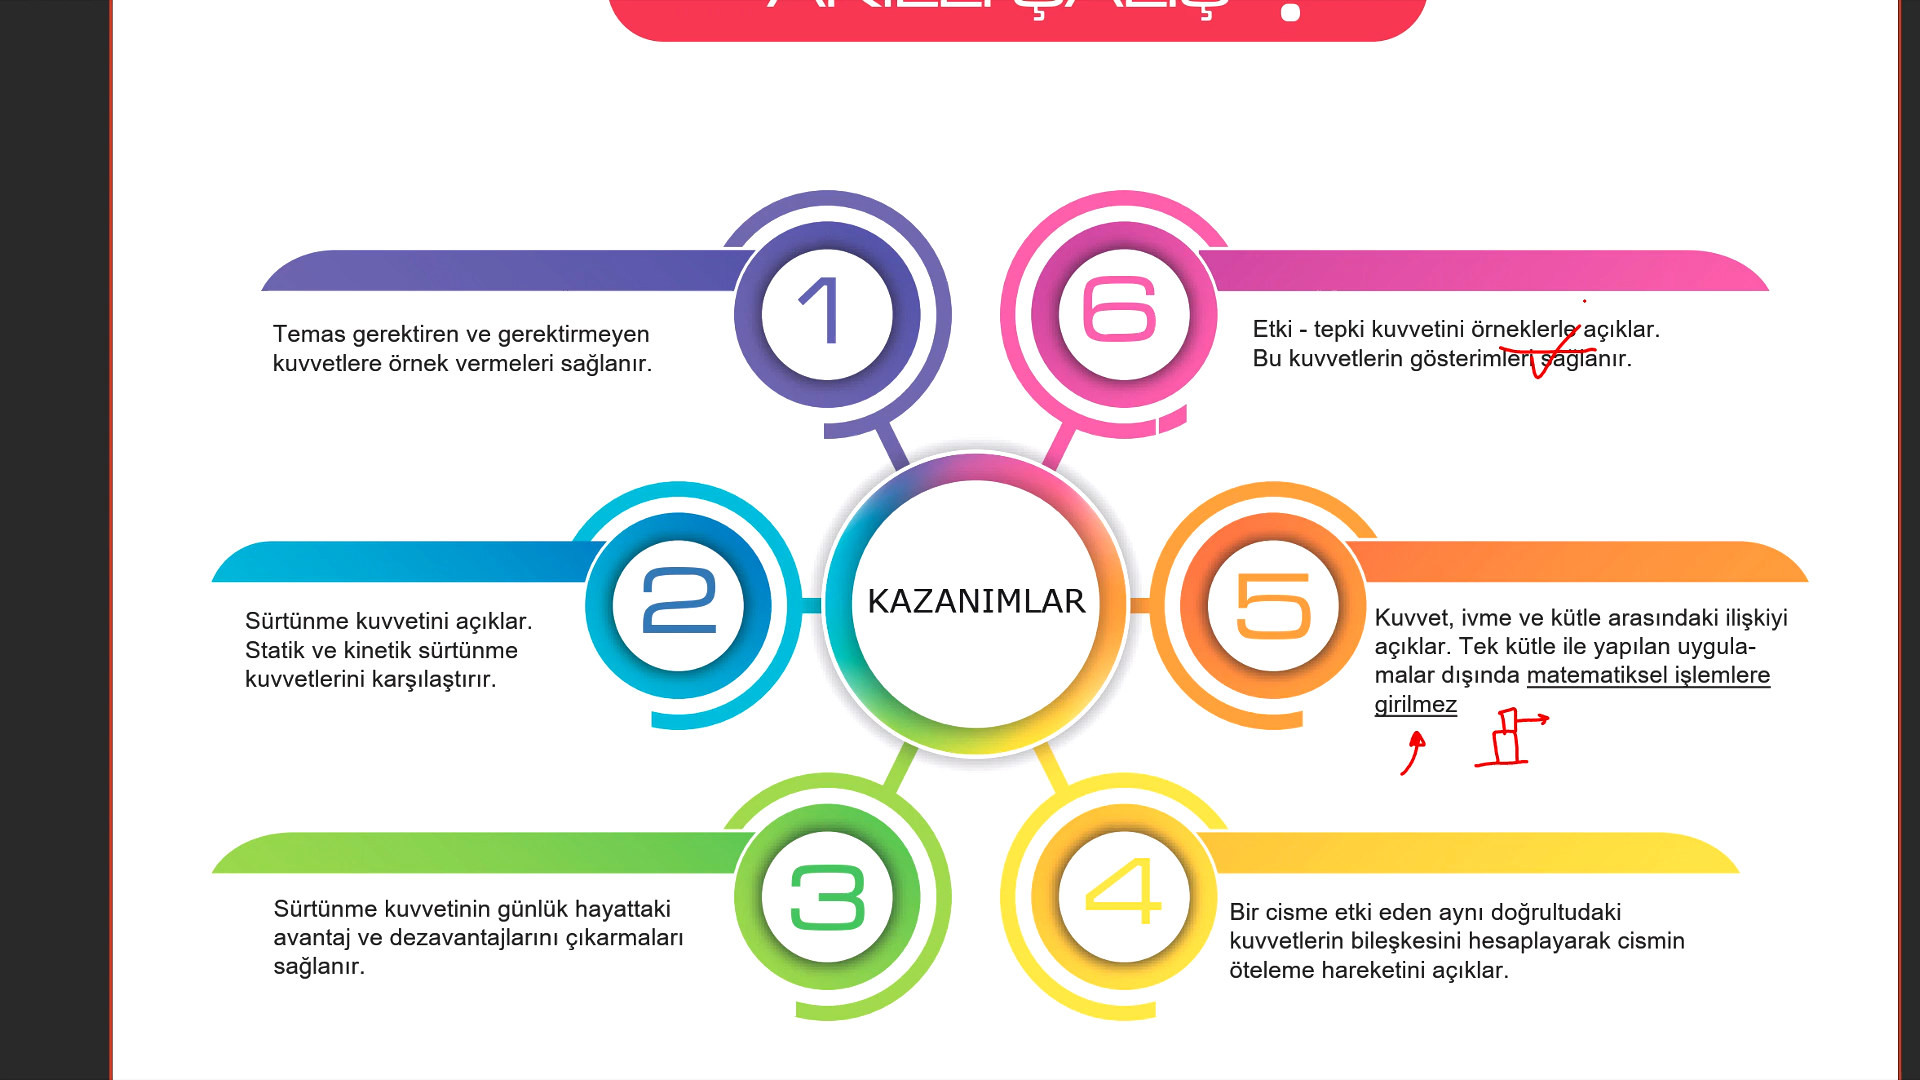 1
Temas gerektiren ve gerektirmeyen
kuvvetlere örnek vermeleri sağlanır.
6
Etki - tepki kuvvetini örneklerle açıklar.
Bu kuvvetlerin gösterimleri sağlanır.
2
Sürtünme kuvvetini açıklar.
Statik ve kinetik sürtünme
kuvvetlerini karşılaştırır.
KAZANIMLAR
5
Kuvvet, ivme ve kütle arasındaki ilişkiyi
açıklar. Tek kütle ile yapılan uygula-
malar dışında matematiksel işlemlere
girilmez
3
Sürtünme kuvvetinin günlük hayattaki
avantaj ve dezavantajlarını çıkarmaları
sağlanır.
4
Bir cisme etki eden aynı doğrultudaki
kuvvetlerin bileşkesini hesaplayarak cismin
öteleme hareketini açıklar.